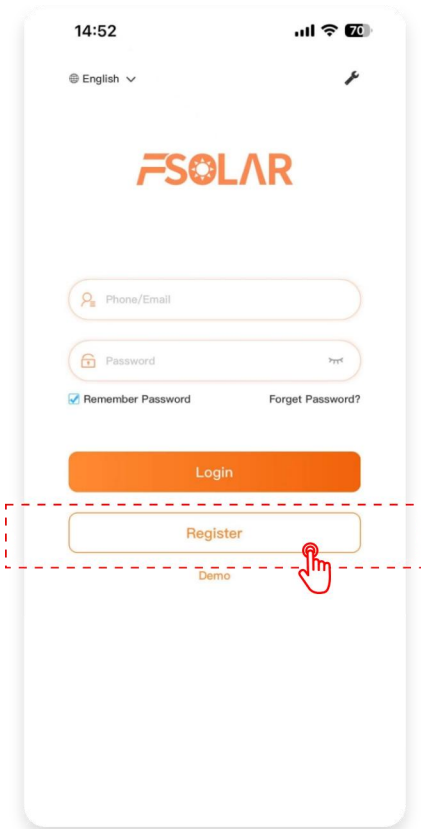 14:52 70
English
FSOLAR
Phone/Email
Password
Remember Password Forget Password?
Login
Register
Demo